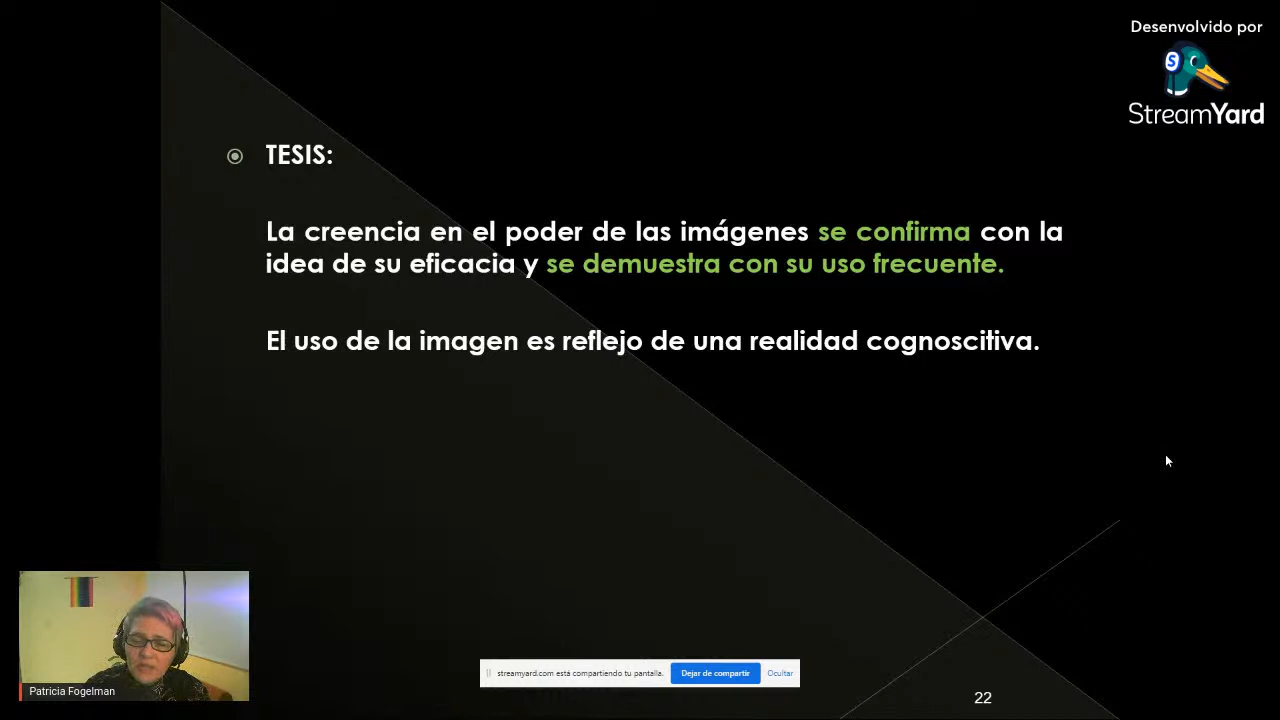 Desenvolvido por
StreamYard
TESIS:
La creencia en el poder de las imágenes se confirma con la
idea de su eficacia y se demuestra con su uso frecuente.
El uso de la imagen es reflejo de una realidad cognoscitiva.
Patricia Fogelman
streamyard.com está compartiendo tu pantalla.
Dejar de compartir
Ocultar
22